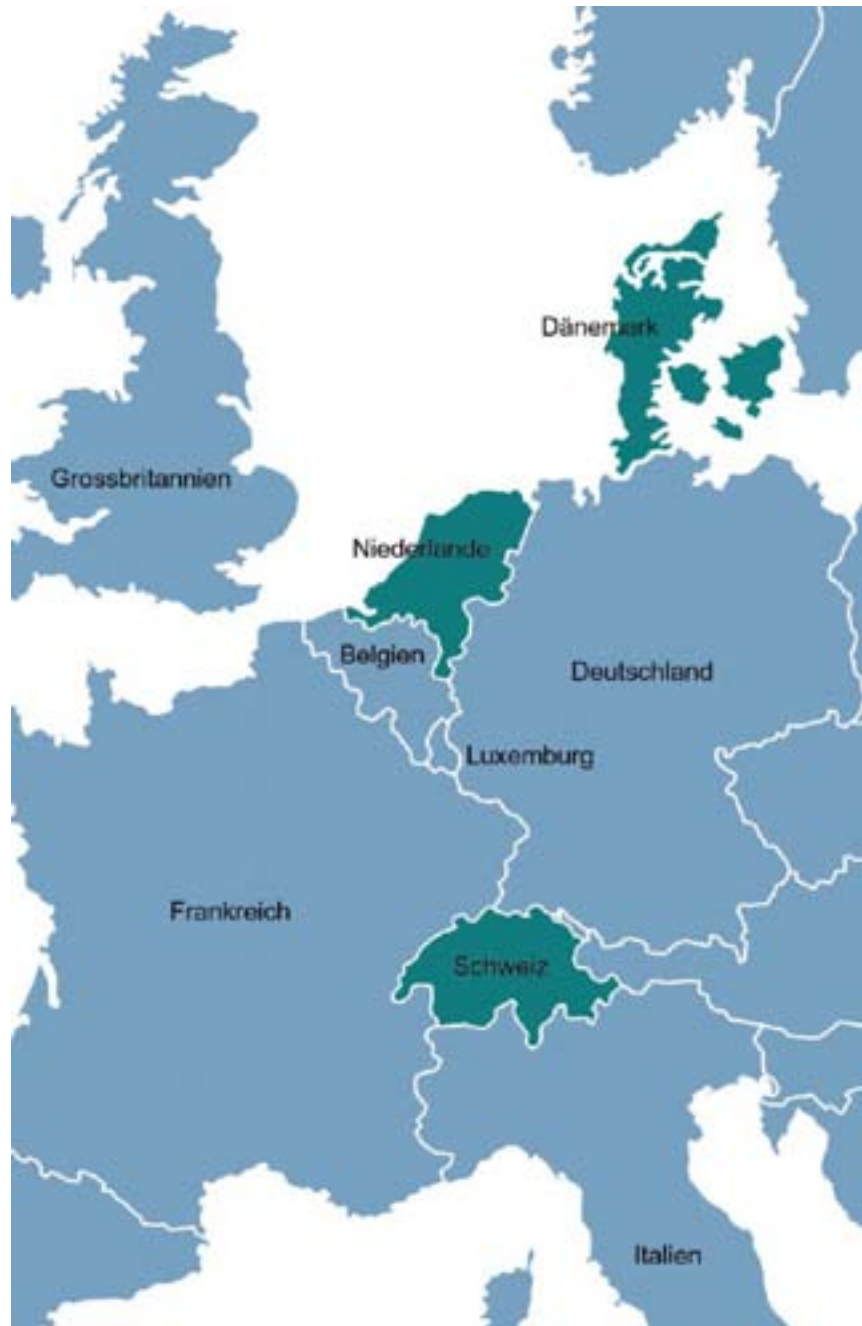 Dänemark
Grossbritannien
Niederlande
Belgien
Deutschland
Luxemburg
Frankreich
Schweiz
Italien